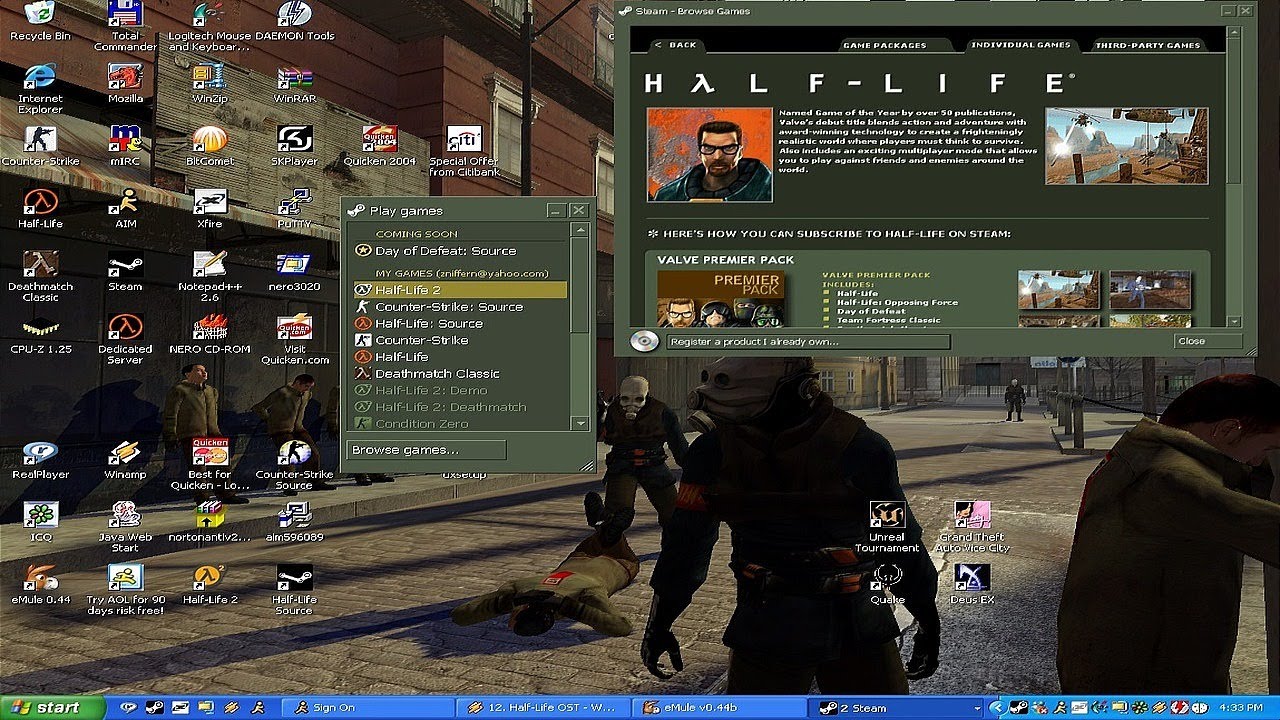 Recycle Bin
Total Commander
Logitech Mouse and Keyboar...
DAEMON Tools
Internet Explorer
Mozilla
WinZip
WinRAR
Counter-Strike
mIRC
BitComet
SKPlayer
Quicken 2004
Special Offer from Citibank
Half-Life
AIM
Xfire
PuTTY
Deathmatch Classic
Steam
Notepad++ 2.6
nero3020
CPU-Z 1.25
Dedicated Server
NERO CD-ROM
Visit Quicken.com
RealPlayer
Winamp
Best for Quicken - Lo...
Counter-Strike Source
uxsetup
ICQ
Java Web Start
nortonantiv2...
aim596089
eMule 0.44
Try AOL for 90 days risk free!
Half-Life 2
Half-Life Source
Unreal Tournament
Grand Theft Auto Vice City
Quake
Deus EX
Play games
COMING SOON
Day of Defeat: Source
MY GAMES (zniffern@yahoo.com)
Half-Life 2
Counter-Strike: Source
Half-Life: Source
Counter-Strike
Half-Life
Deathmatch Classic
Half-Life 2: Demo
Half-Life 2: Deathmatch
Condition Zero
Browse games...
Steam - Browse Games
< BACK
GAME PACKAGES
INDIVIDUAL GAMES
THIRD-PARTY GAMES
HλLF-LIFE®
Named Game of the Year by over 50 publications,
Valve's debut title blends action and adventure with
award-winning technology to create a frighteningly
realistic world where players must think to survive.
Also includes an exciting multiplayer mode that allows
you to play against friends and enemies around the
world.
* HERE'S HOW YOU CAN SUBSCRIBE TO HALF-LIFE ON STEAM:
VALVE PREMIER PACK
PREMIER
PACK
VALVE PREMIER PACK
INCLUDES:
Half-Life
Half-Life: Opposing Force
Day of Defeat
Team Fortress Classic
Register a product I already own...
Close
start
Sign On
12. Half-Life OST - W...
eMule v0.44b
2 Steam
4:33 PM